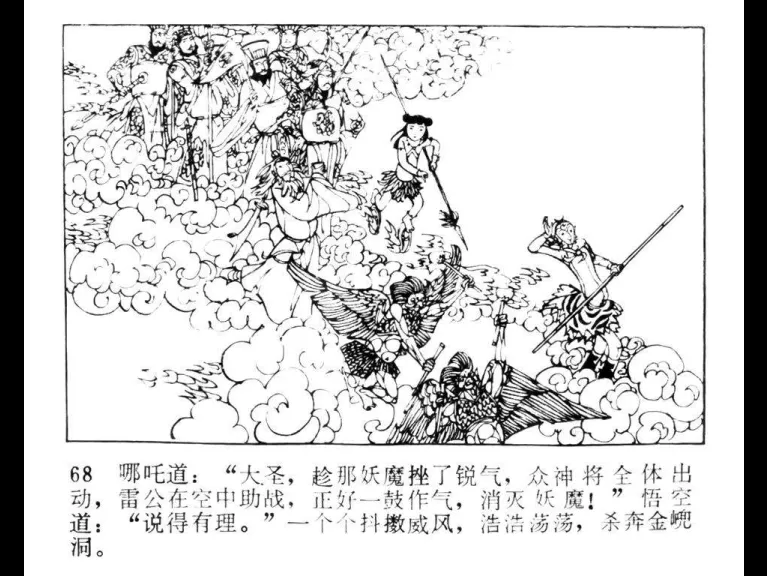 68 哪吒道：“大圣，趁那妖魔挫了锐气，众神将全体出
动，雷公在空中助战，正好一鼓作气，消灭妖魔！”悟空
道：“说得有理。”一个个抖擞威风，浩浩荡荡，杀奔金𡺾
洞。